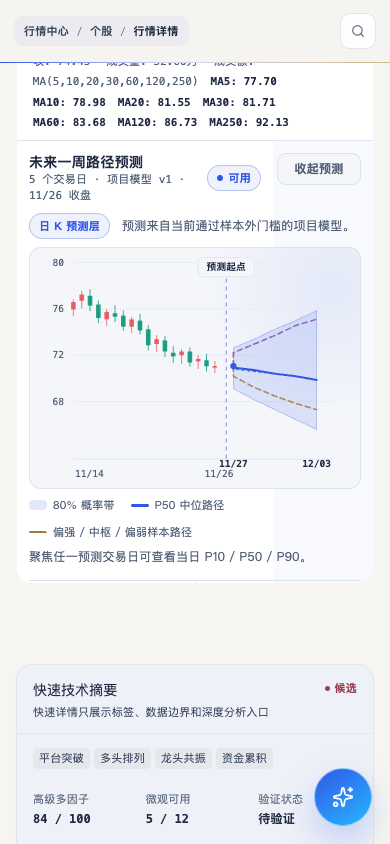 行情中心 / 个股 / 行情详情
MA(5,10,20,30,60,120,250) MA5: 77.70
MA10: 78.98 MA20: 81.55 MA30: 81.71
MA60: 83.68 MA120: 86.73 MA250: 92.13
未来一周路径预测
5 个交易日 · 项目模型 v1 ·
11/26 收盘
可用
收起预测
日 K 预测层 预测来自当前通过样本外门槛的项目模型。
预测起点
80
76
72
68
11/27 12/03
11/14 11/26
80% 概率带 P50 中位路径
偏强 / 中枢 / 偏弱样本路径
聚焦任一预测交易日可查看当日 P10 / P50 / P90。
快速技术摘要
候选
快速详情只展示标签、数据边界和深度分析入口
平台突破 多头排列 龙头共振 资金累积
高级多因子 微观可用 验证状态
84 / 100 5 / 12 待验证